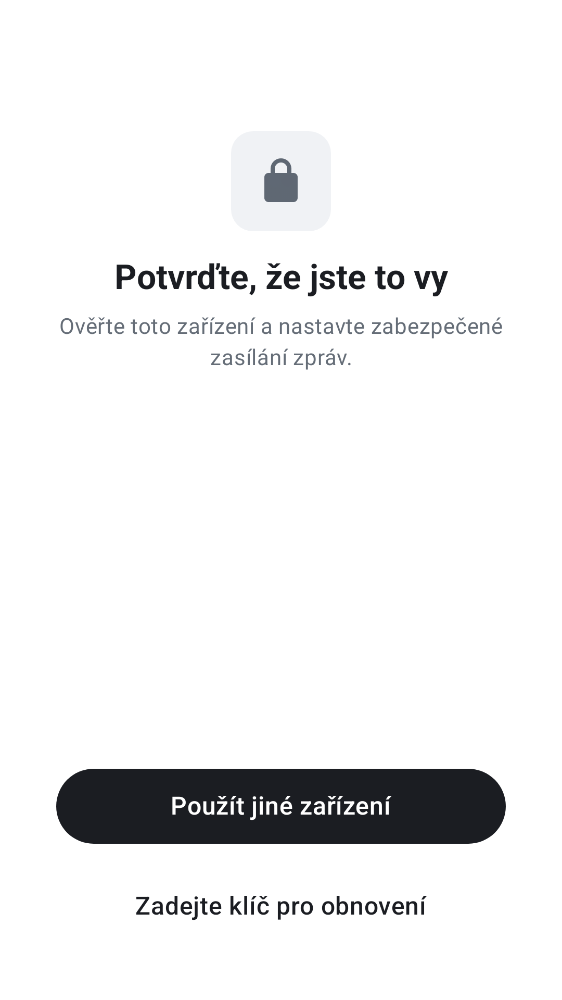 Potvrďte, že jste to vy
Ověřte toto zařízení a nastavte zabezpečené
zasílání zpráv.
Použít jiné zařízení
Zadejte klíč pro obnovení